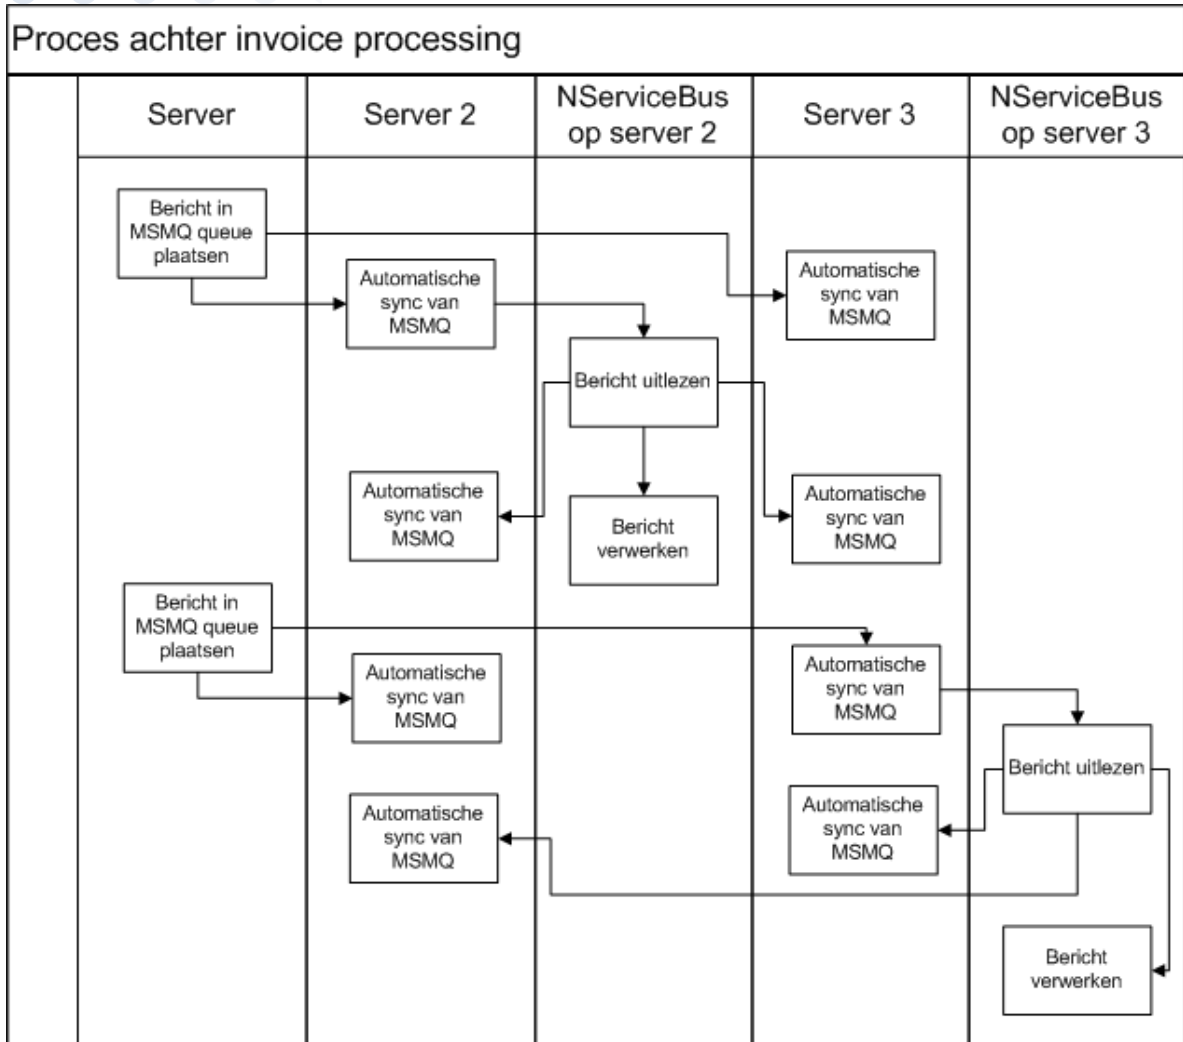 Proces achter invoice processing
Server
Server 2
NServiceBus
op server 2
Server 3
NServiceBus
op server 3
Bericht in
MSMQ queue
plaatsen
Automatische
sync van
MSMQ
Automatische
sync van
MSMQ
Bericht uitlezen
Automatische
sync van
MSMQ
Bericht
verwerken
Automatische
sync van
MSMQ
Bericht in
MSMQ queue
plaatsen
Automatische
sync van
MSMQ
Automatische
sync van
MSMQ
Bericht uitlezen
Automatische
sync van
MSMQ
Automatische
sync van
MSMQ
Bericht
verwerken